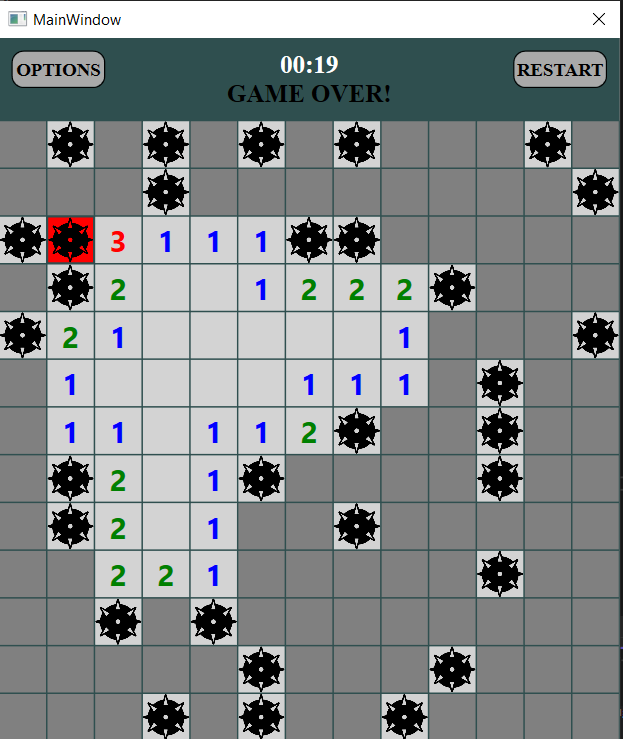 MainWindow
OPTIONS
00:19
RESTART
GAME OVER!
3 1 1 1
2 1 2 2 2
2 1 1
1 1 1 1
1 1 1 1 2
2 1
2 1
2 2 1